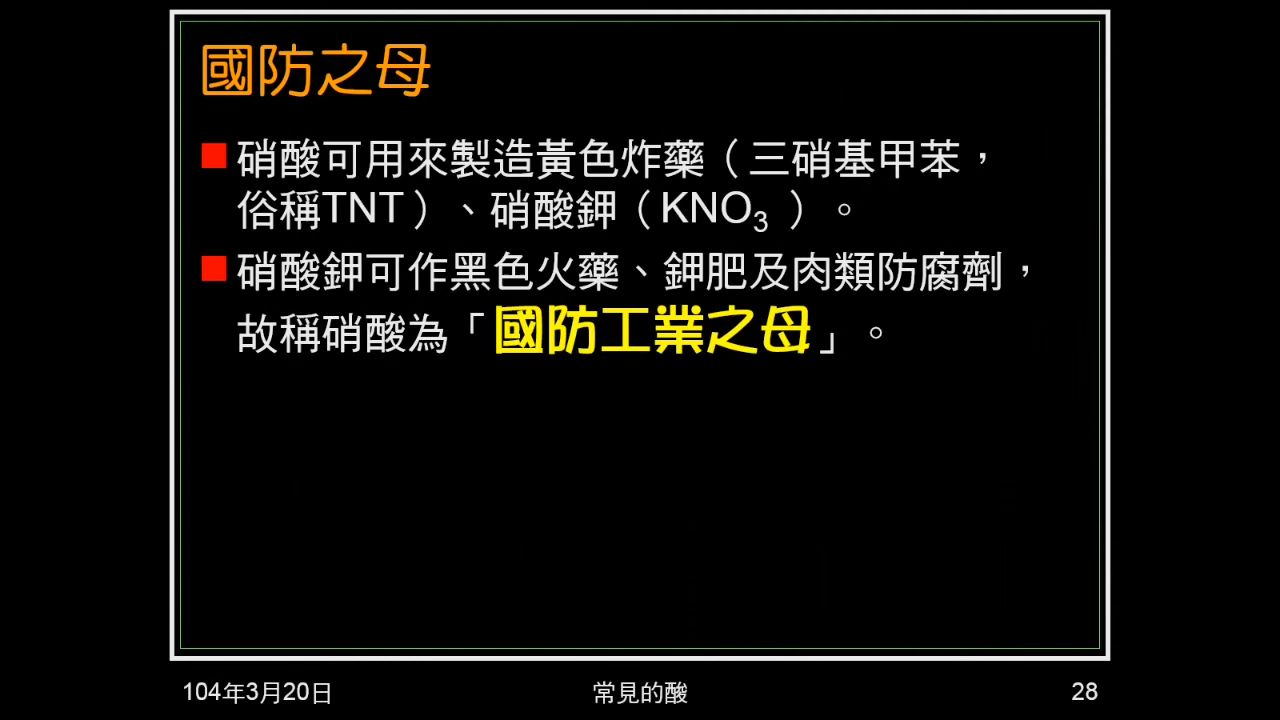 國防之母
硝酸可用來製造黃色炸藥（三硝基甲苯，
俗稱TNT）、硝酸鉀（KNO₃ ）。
硝酸鉀可作黑色火藥、鉀肥及肉類防腐劑，
故稱硝酸為「國防工業之母」。
104年3月20日
常見的酸
28